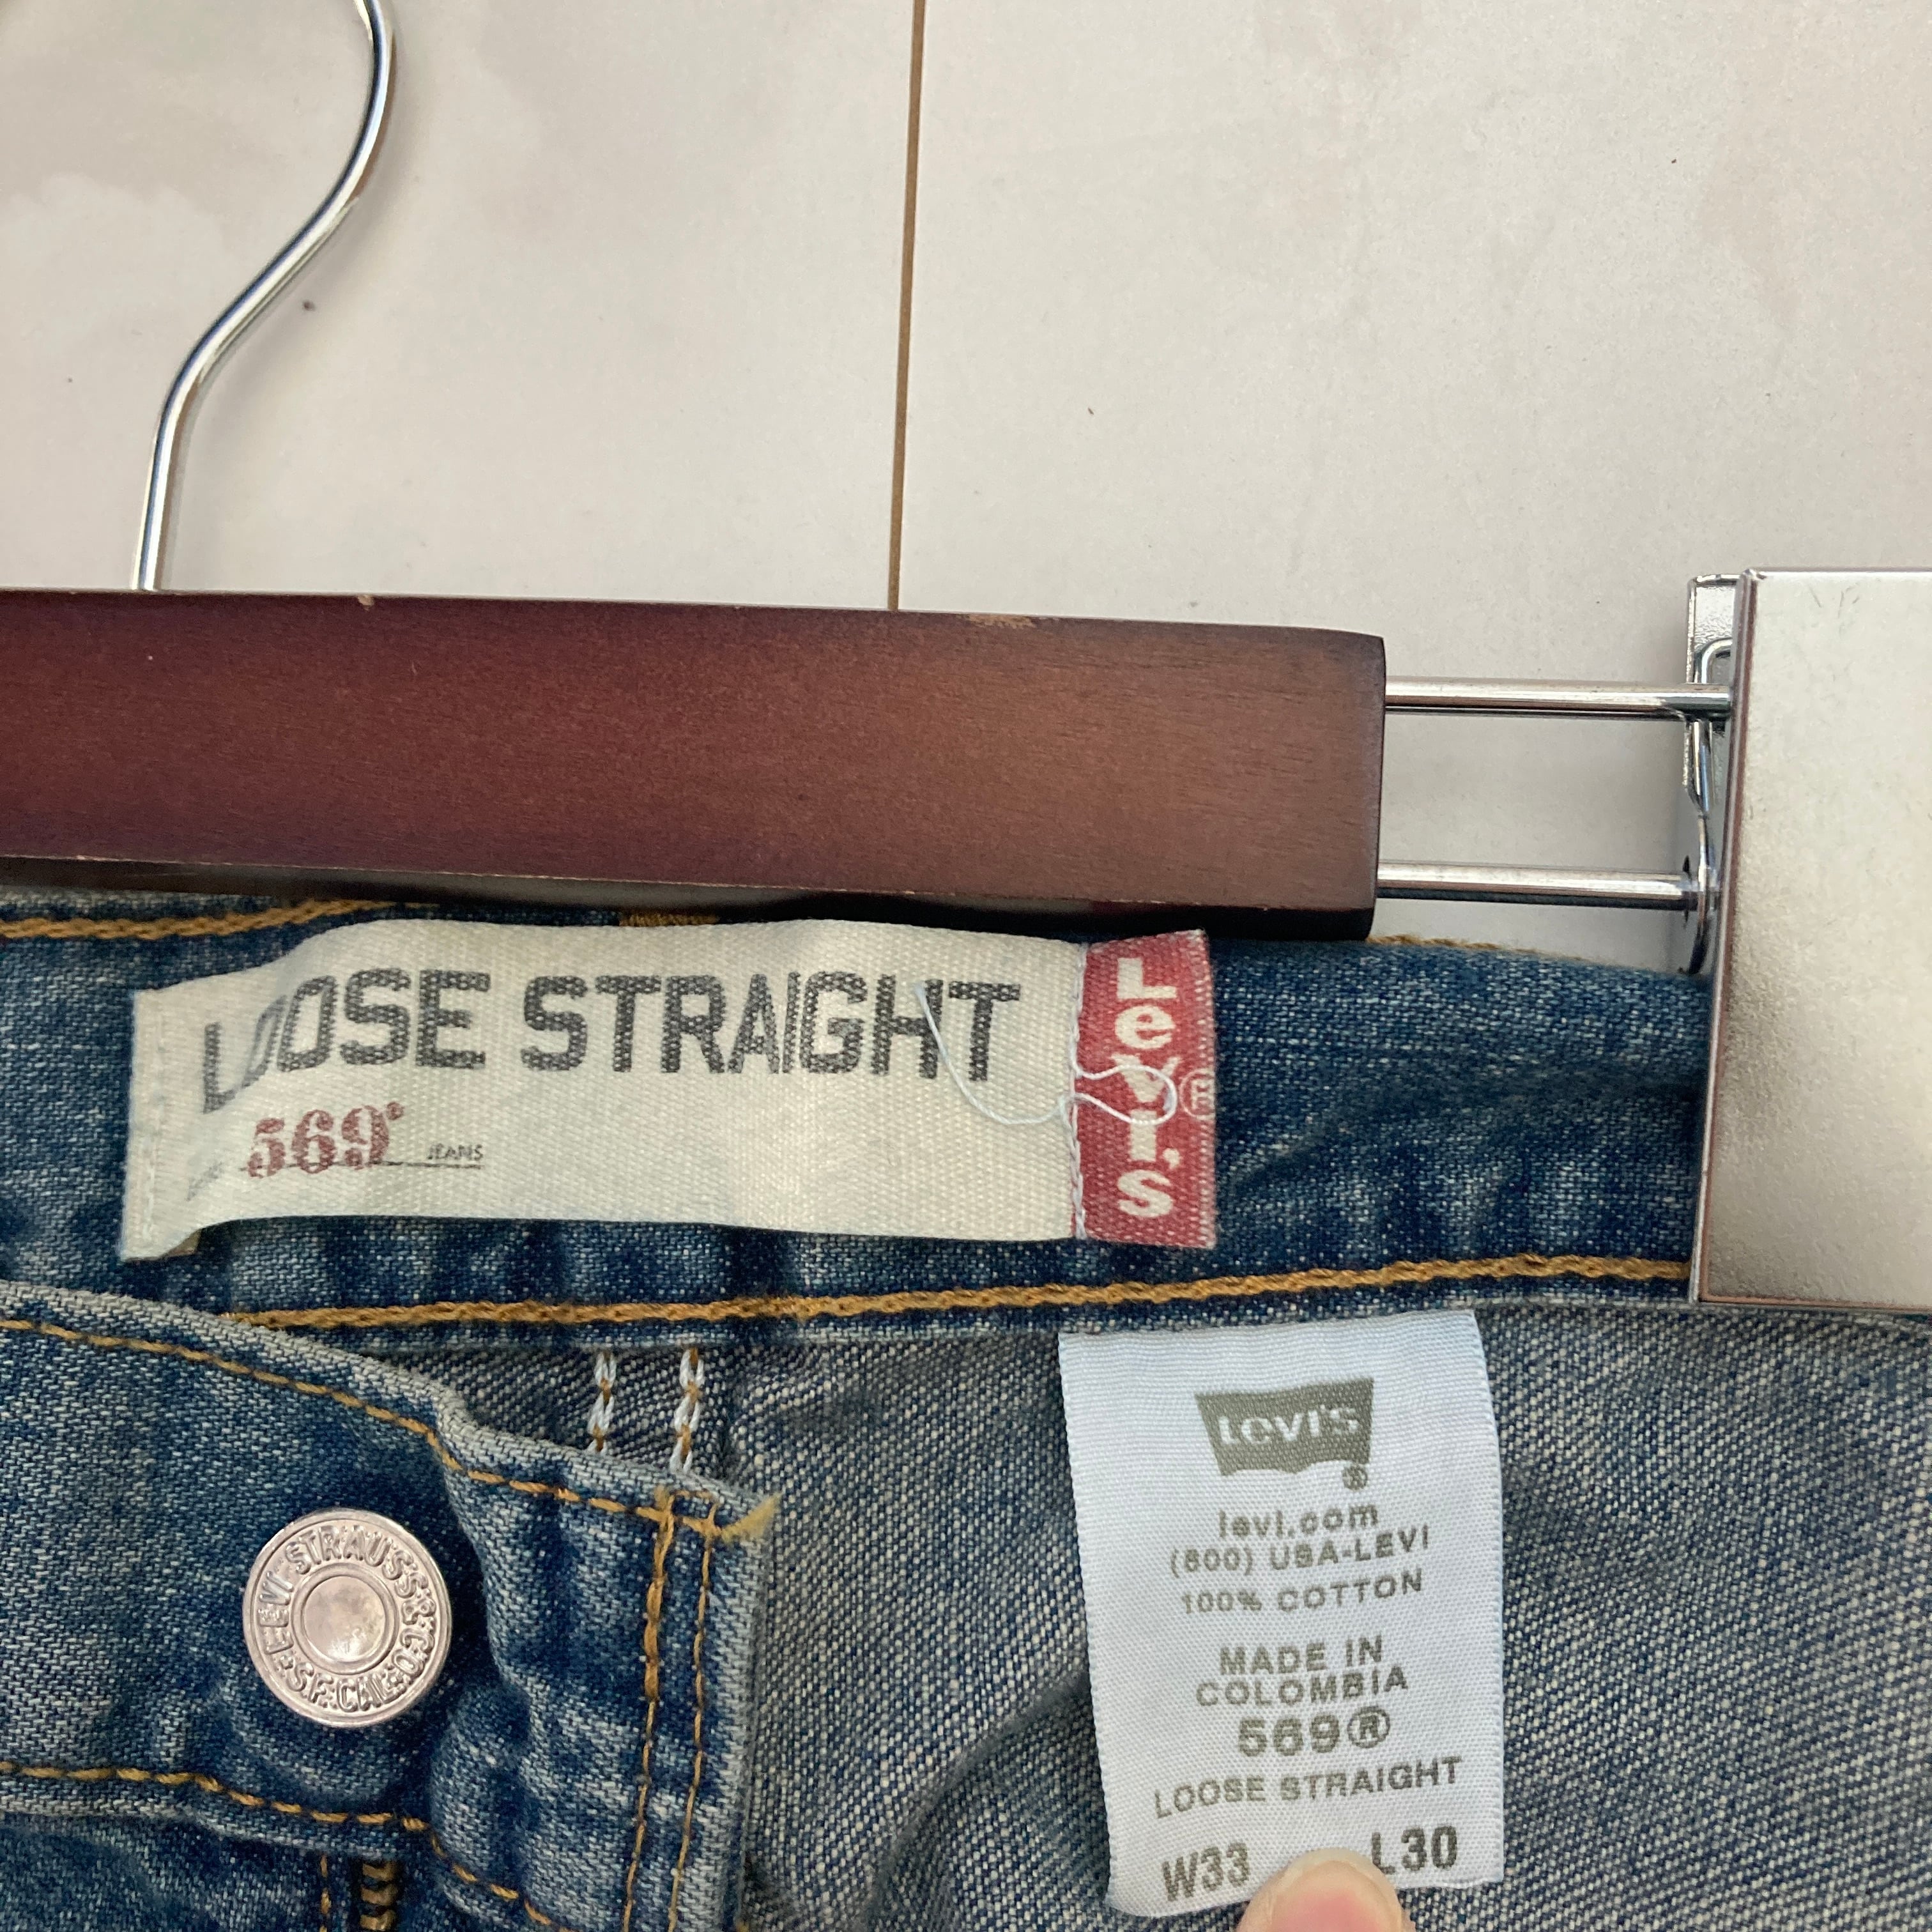 LOOSE STRAIGHT
569®
JEANS
Levi's®
LEVI STRAUSS & CO.
S.F. CAL.
Levi's®
levi.com
(800) USA-LEVI
100% COTTON
MADE IN
COLOMBIA
569®
LOOSE STRAIGHT
W33 L30